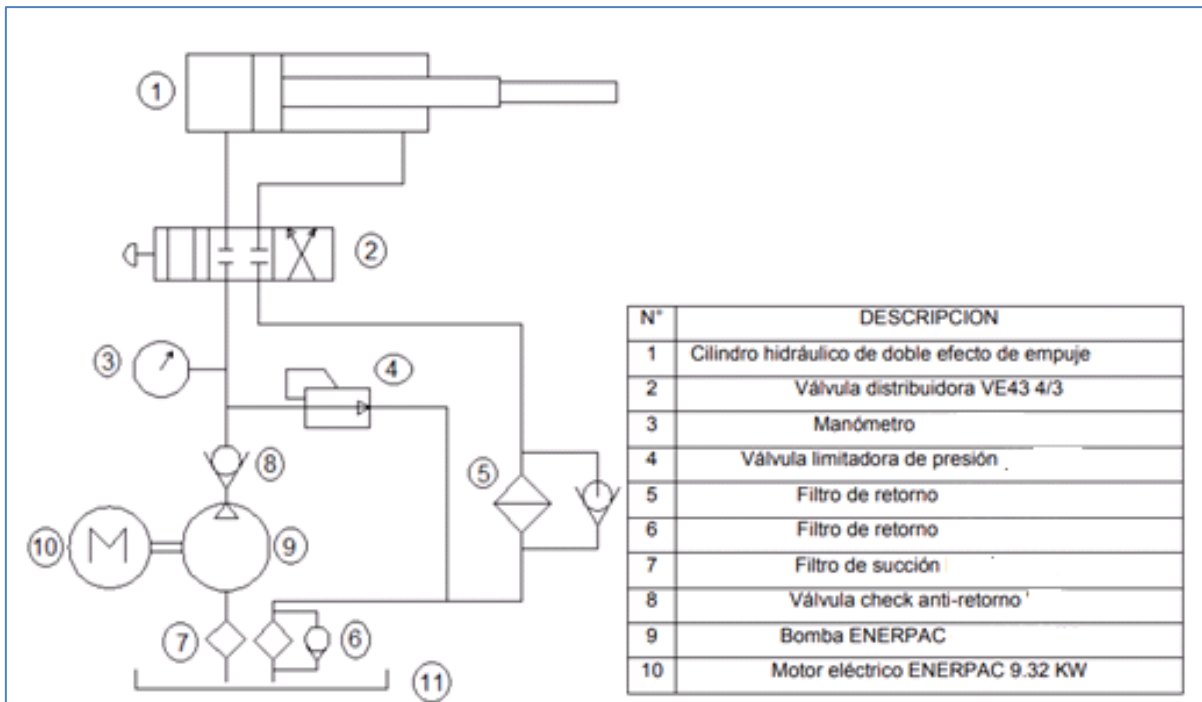 1
2
3
4
8
5
M
10
9
7
6
11
N° DESCRIPCION
1 Cilindro hidráulico de doble efecto de empuje
2 Válvula distribuidora VE43 4/3
3 Manómetro
4 Válvula limitadora de presión
5 Filtro de retorno
6 Filtro de retorno
7 Filtro de succión
8 Válvula check anti-retorno
9 Bomba ENERPAC
10 Motor eléctrico ENERPAC 9.32 KW